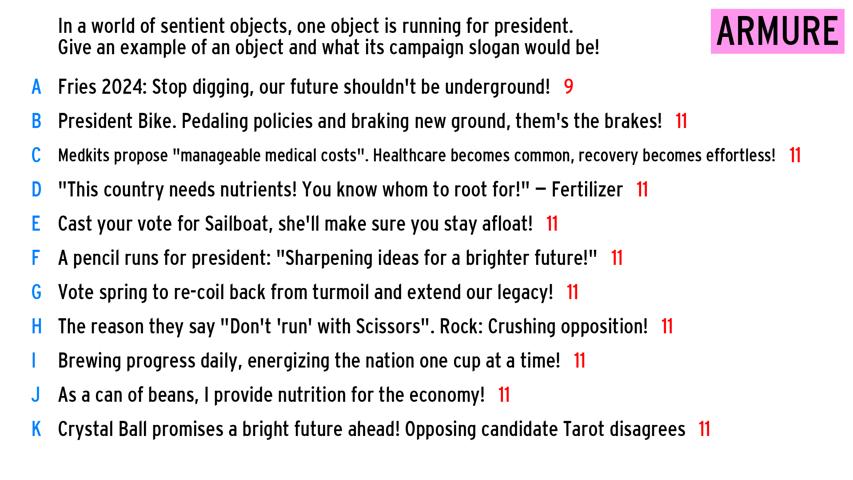 In a world of sentient objects, one object is running for president.
Give an example of an object and what its campaign slogan would be!
ARMURE
A Fries 2024: Stop digging, our future shouldn't be underground! 9
B President Bike. Pedaling policies and braking new ground, them's the brakes! 11
C Medkits propose "manageable medical costs". Healthcare becomes common, recovery becomes effortless! 11
D "This country needs nutrients! You know whom to root for!" – Fertilizer 11
E Cast your vote for Sailboat, she'll make sure you stay afloat! 11
F A pencil runs for president: "Sharpening ideas for a brighter future!" 11
G Vote spring to re-coil back from turmoil and extend our legacy! 11
H The reason they say "Don't 'run' with Scissors". Rock: Crushing opposition! 11
I Brewing progress daily, energizing the nation one cup at a time! 11
J As a can of beans, I provide nutrition for the economy! 11
K Crystal Ball promises a bright future ahead! Opposing candidate Tarot disagrees 11